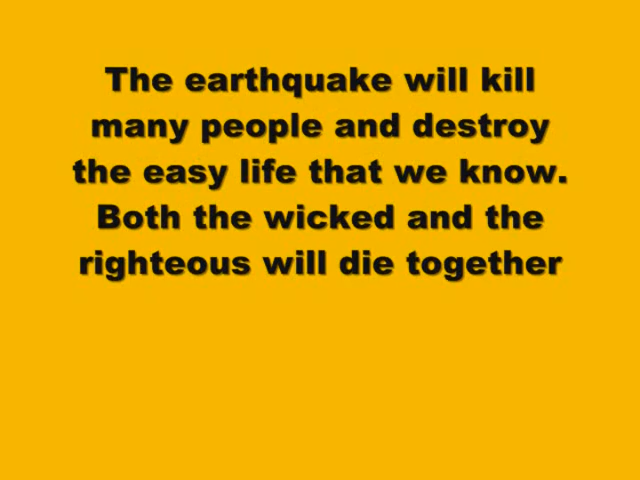 The earthquake will kill
many people and destroy
the easy life that we know.
Both the wicked and the
righteous will die together